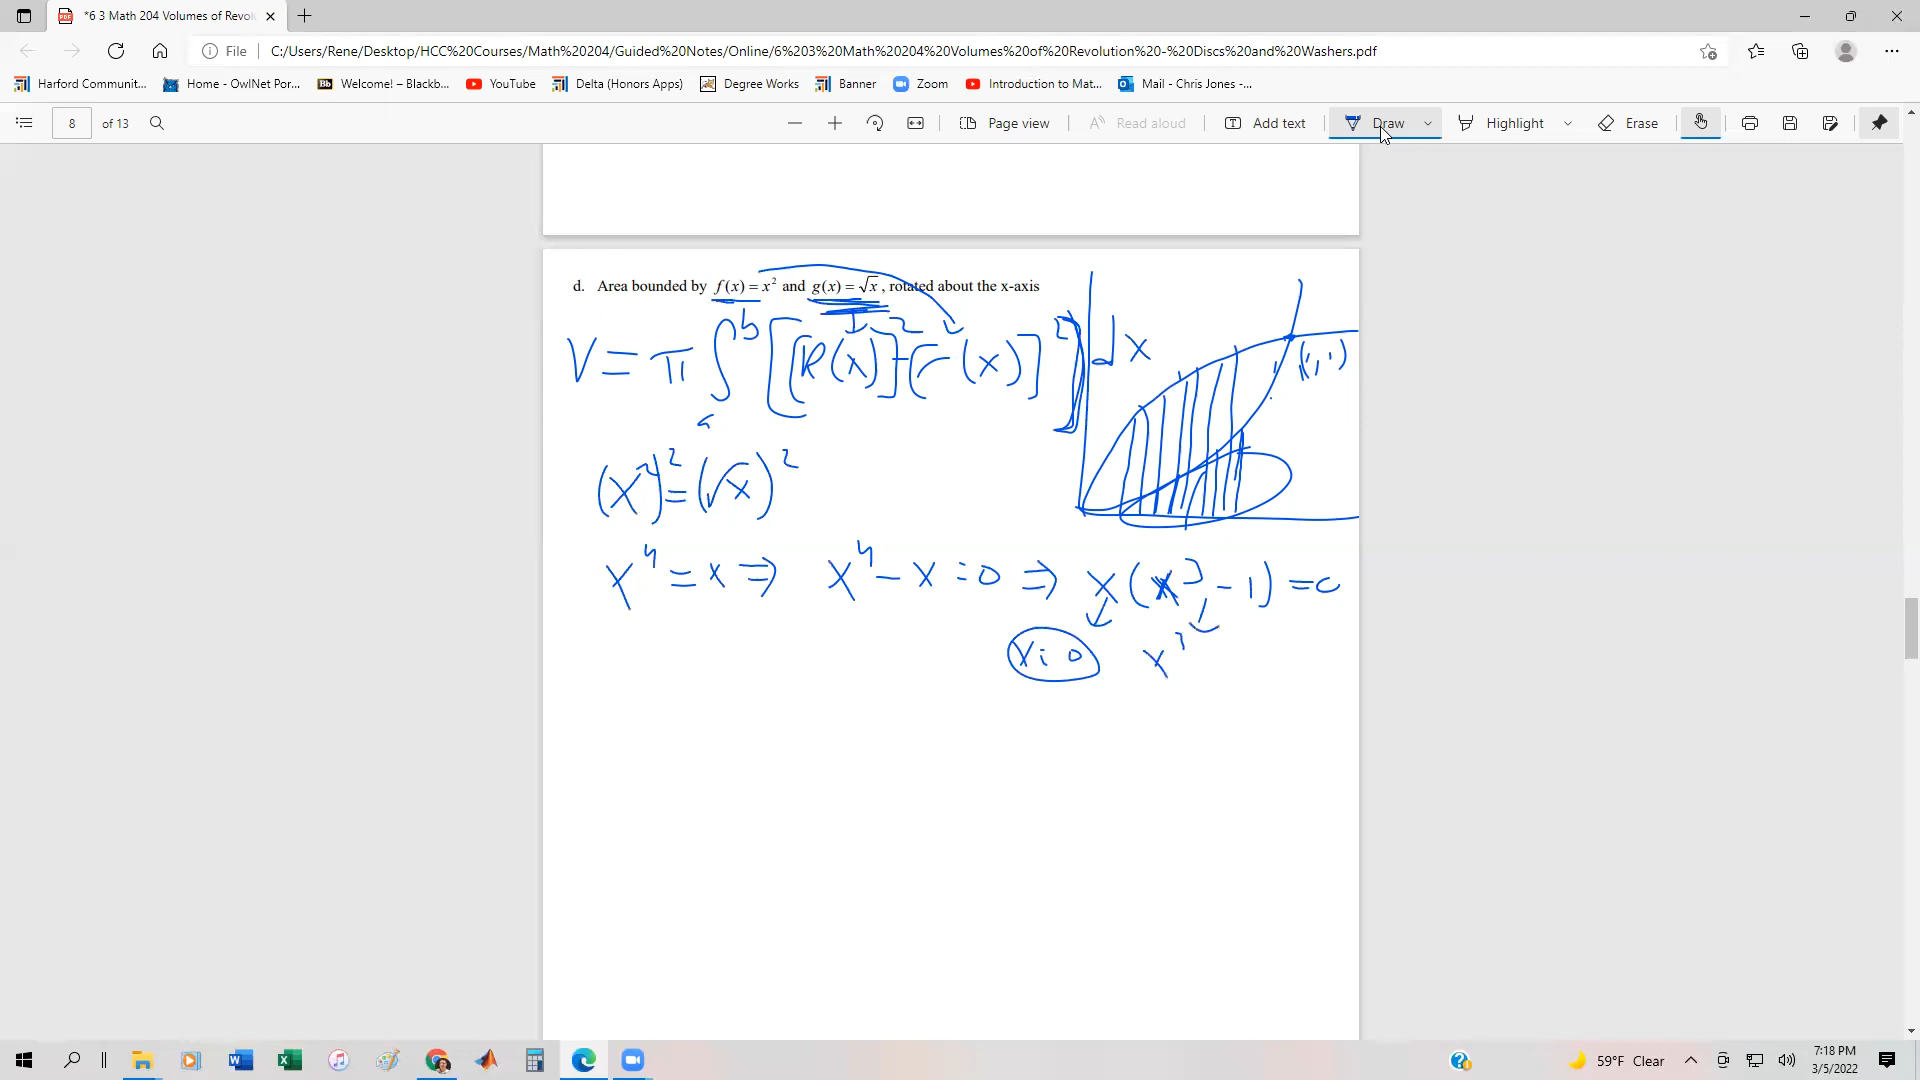 *6 3 Math 204 Volumes of Revol
File C:/Users/Rene/Desktop/HCC%20Courses/Math%20204/Guided%20Notes/Online/6%203%20Math%20204%20Volumes%20of%20Revolution%20-%20Discs%20and%20Washers.pdf
Harford Communit... Home - OwlNet Por... Bb Welcome! – Blackb... YouTube Delta (Honors Apps) Degree Works Banner Zoom Introduction to Mat... Mail - Chris Jones -...
8 of 13 Page view Read aloud Add text Draw Highlight Erase
d. Area bounded by f(x) = x² and g(x) = √x, rotated about the x-axis
V = π ∫ₐᵇ [[R(x)]² - [r(x)]²] dx
(1,1)
(x²)² = (√x)²
x⁴ = x ⇒ x⁴ - x = 0 ⇒ x(x³ - 1) = 0
x = 0 x³
59°F Clear 7:18 PM
3/5/2022